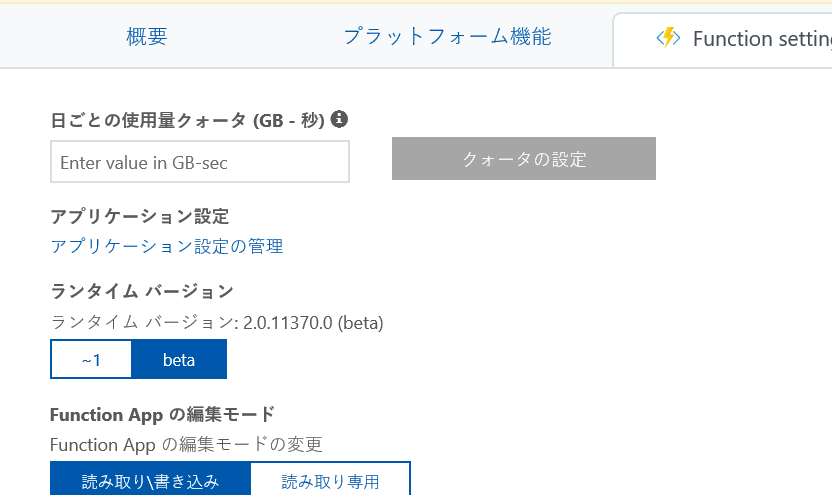 概要
プラットフォーム機能
Function settin
日ごとの使用量クォータ (GB - 秒)
Enter value in GB-sec
クォータの設定
アプリケーション設定
アプリケーション設定の管理
ランタイム バージョン
ランタイム バージョン: 2.0.11370.0 (beta)
~1
beta
Function App の編集モード
Function App の編集モードの変更
読み取り\書き込み
読み取り専用